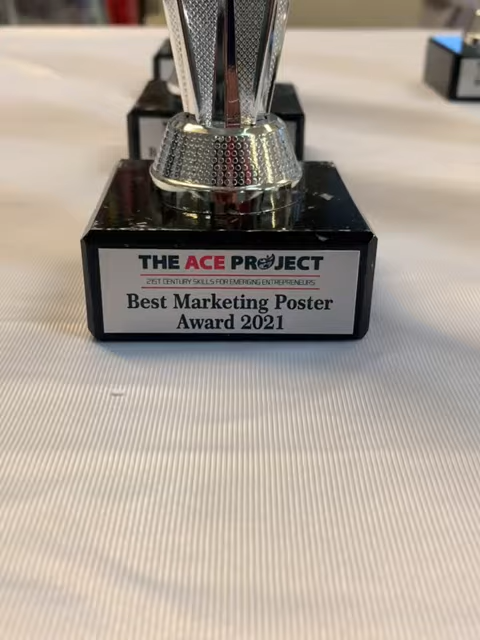 THE ACE PROJECT
21ST CENTURY SKILLS FOR EMERGING ENTREPRENEURS
Best Marketing Poster
Award 2021